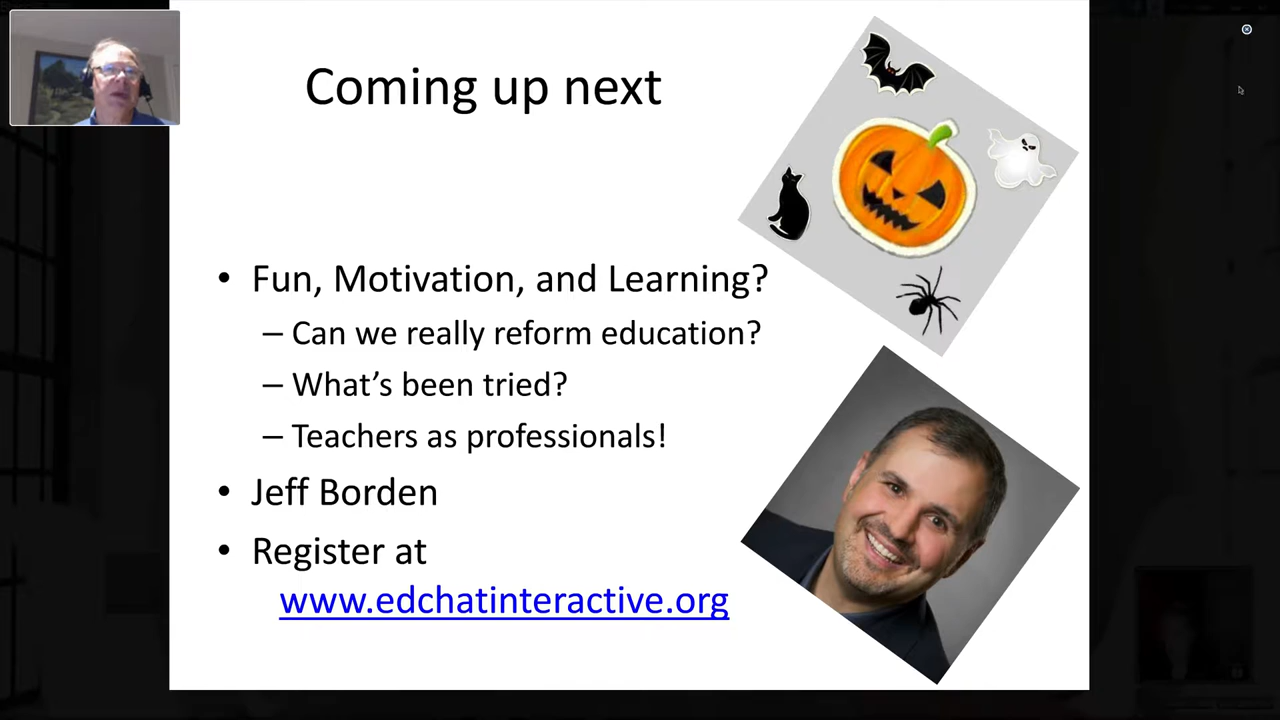 Coming up next
• Fun, Motivation, and Learning?
– Can we really reform education?
– What’s been tried?
– Teachers as professionals!
• Jeff Borden
• Register at
www.edchatinteractive.org